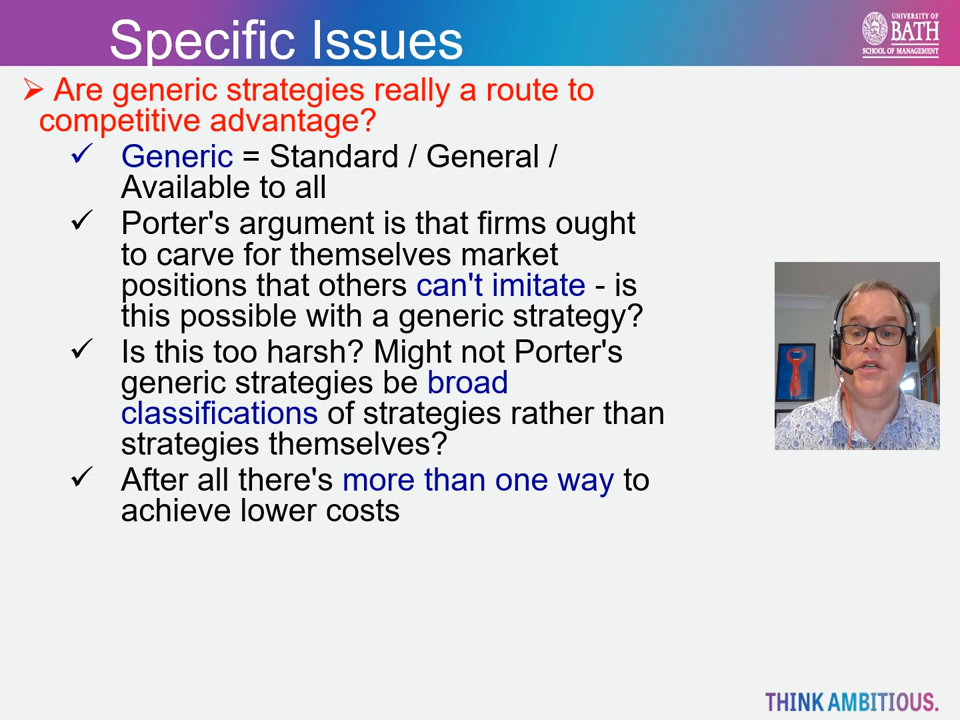 Specific Issues
UNIVERSITY OF
BATH
SCHOOL OF MANAGEMENT
➢ Are generic strategies really a route to
competitive advantage?
✓ Generic = Standard / General /
Available to all
✓ Porter's argument is that firms ought
to carve for themselves market
positions that others can't imitate - is
this possible with a generic strategy?
✓ Is this too harsh? Might not Porter's
generic strategies be broad
classifications of strategies rather than
strategies themselves?
✓ After all there's more than one way to
achieve lower costs
THINK AMBITIOUS.